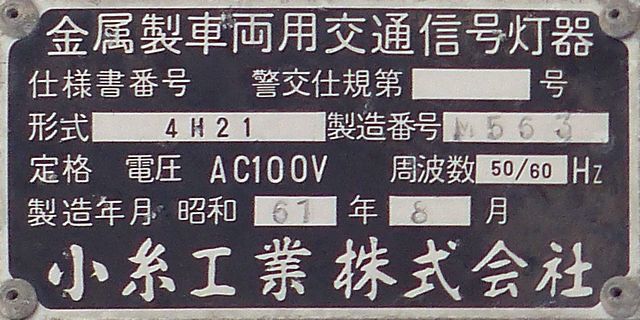 金属製車両用交通信号灯器
仕様書番号 警交仕規第 号
形式 4H21 製造番号 M563
定格 電圧 AC100V 周波数 50/60 Hz
製造年月 昭和 61 年 8 月
小糸工業株式会社